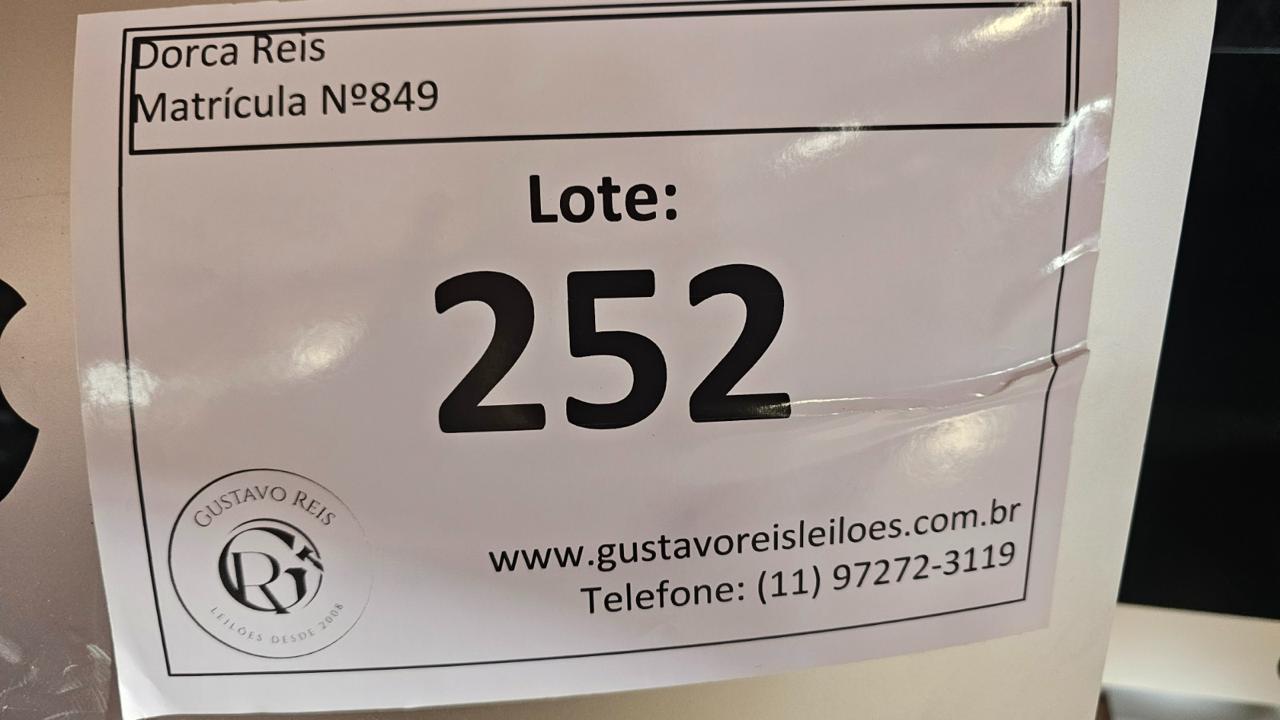 Dorca Reis
Matrícula Nº849
Lote:
252
GUSTAVO REIS
GR
LEILÕES DESDE 2008
www.gustavoreisleiloes.com.br
Telefone: (11) 97272-3119